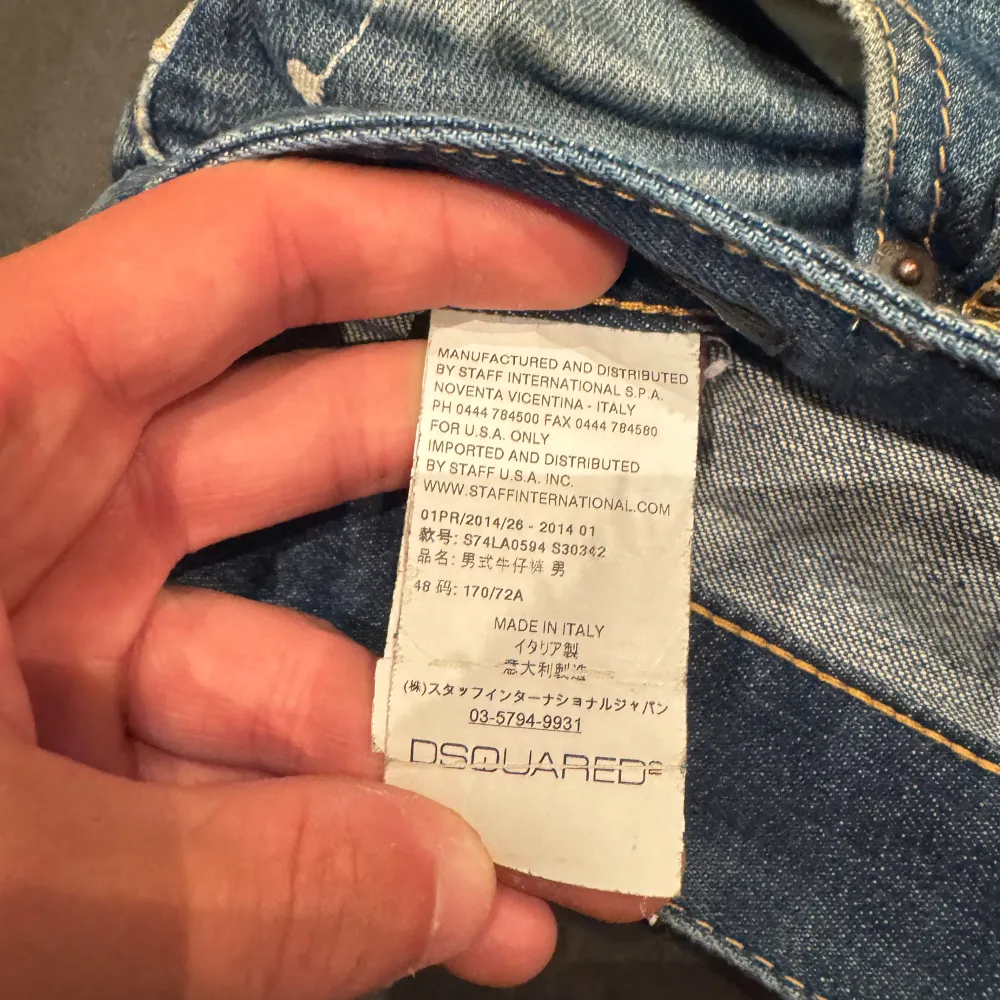 MANUFACTURED AND DISTRIBUTED
BY STAFF INTERNATIONAL S.P.A.
NOVENTA VICENTINA - ITALY
PH 0444 784500 FAX 0444 784580
FOR U.S.A. ONLY
IMPORTED AND DISTRIBUTED
BY STAFF U.S.A. INC.
WWW.STAFFINTERNATIONAL.COM
01PR/2014/26 - 2014 01
款号: S74LA0594 S30342
品名: 男式牛仔裤 男
48 码: 170/72A
MADE IN ITALY
イタリア製
意大利製造
(株)スタッフインターナショナルジャパン
03-5794-9931
DSQUARED2